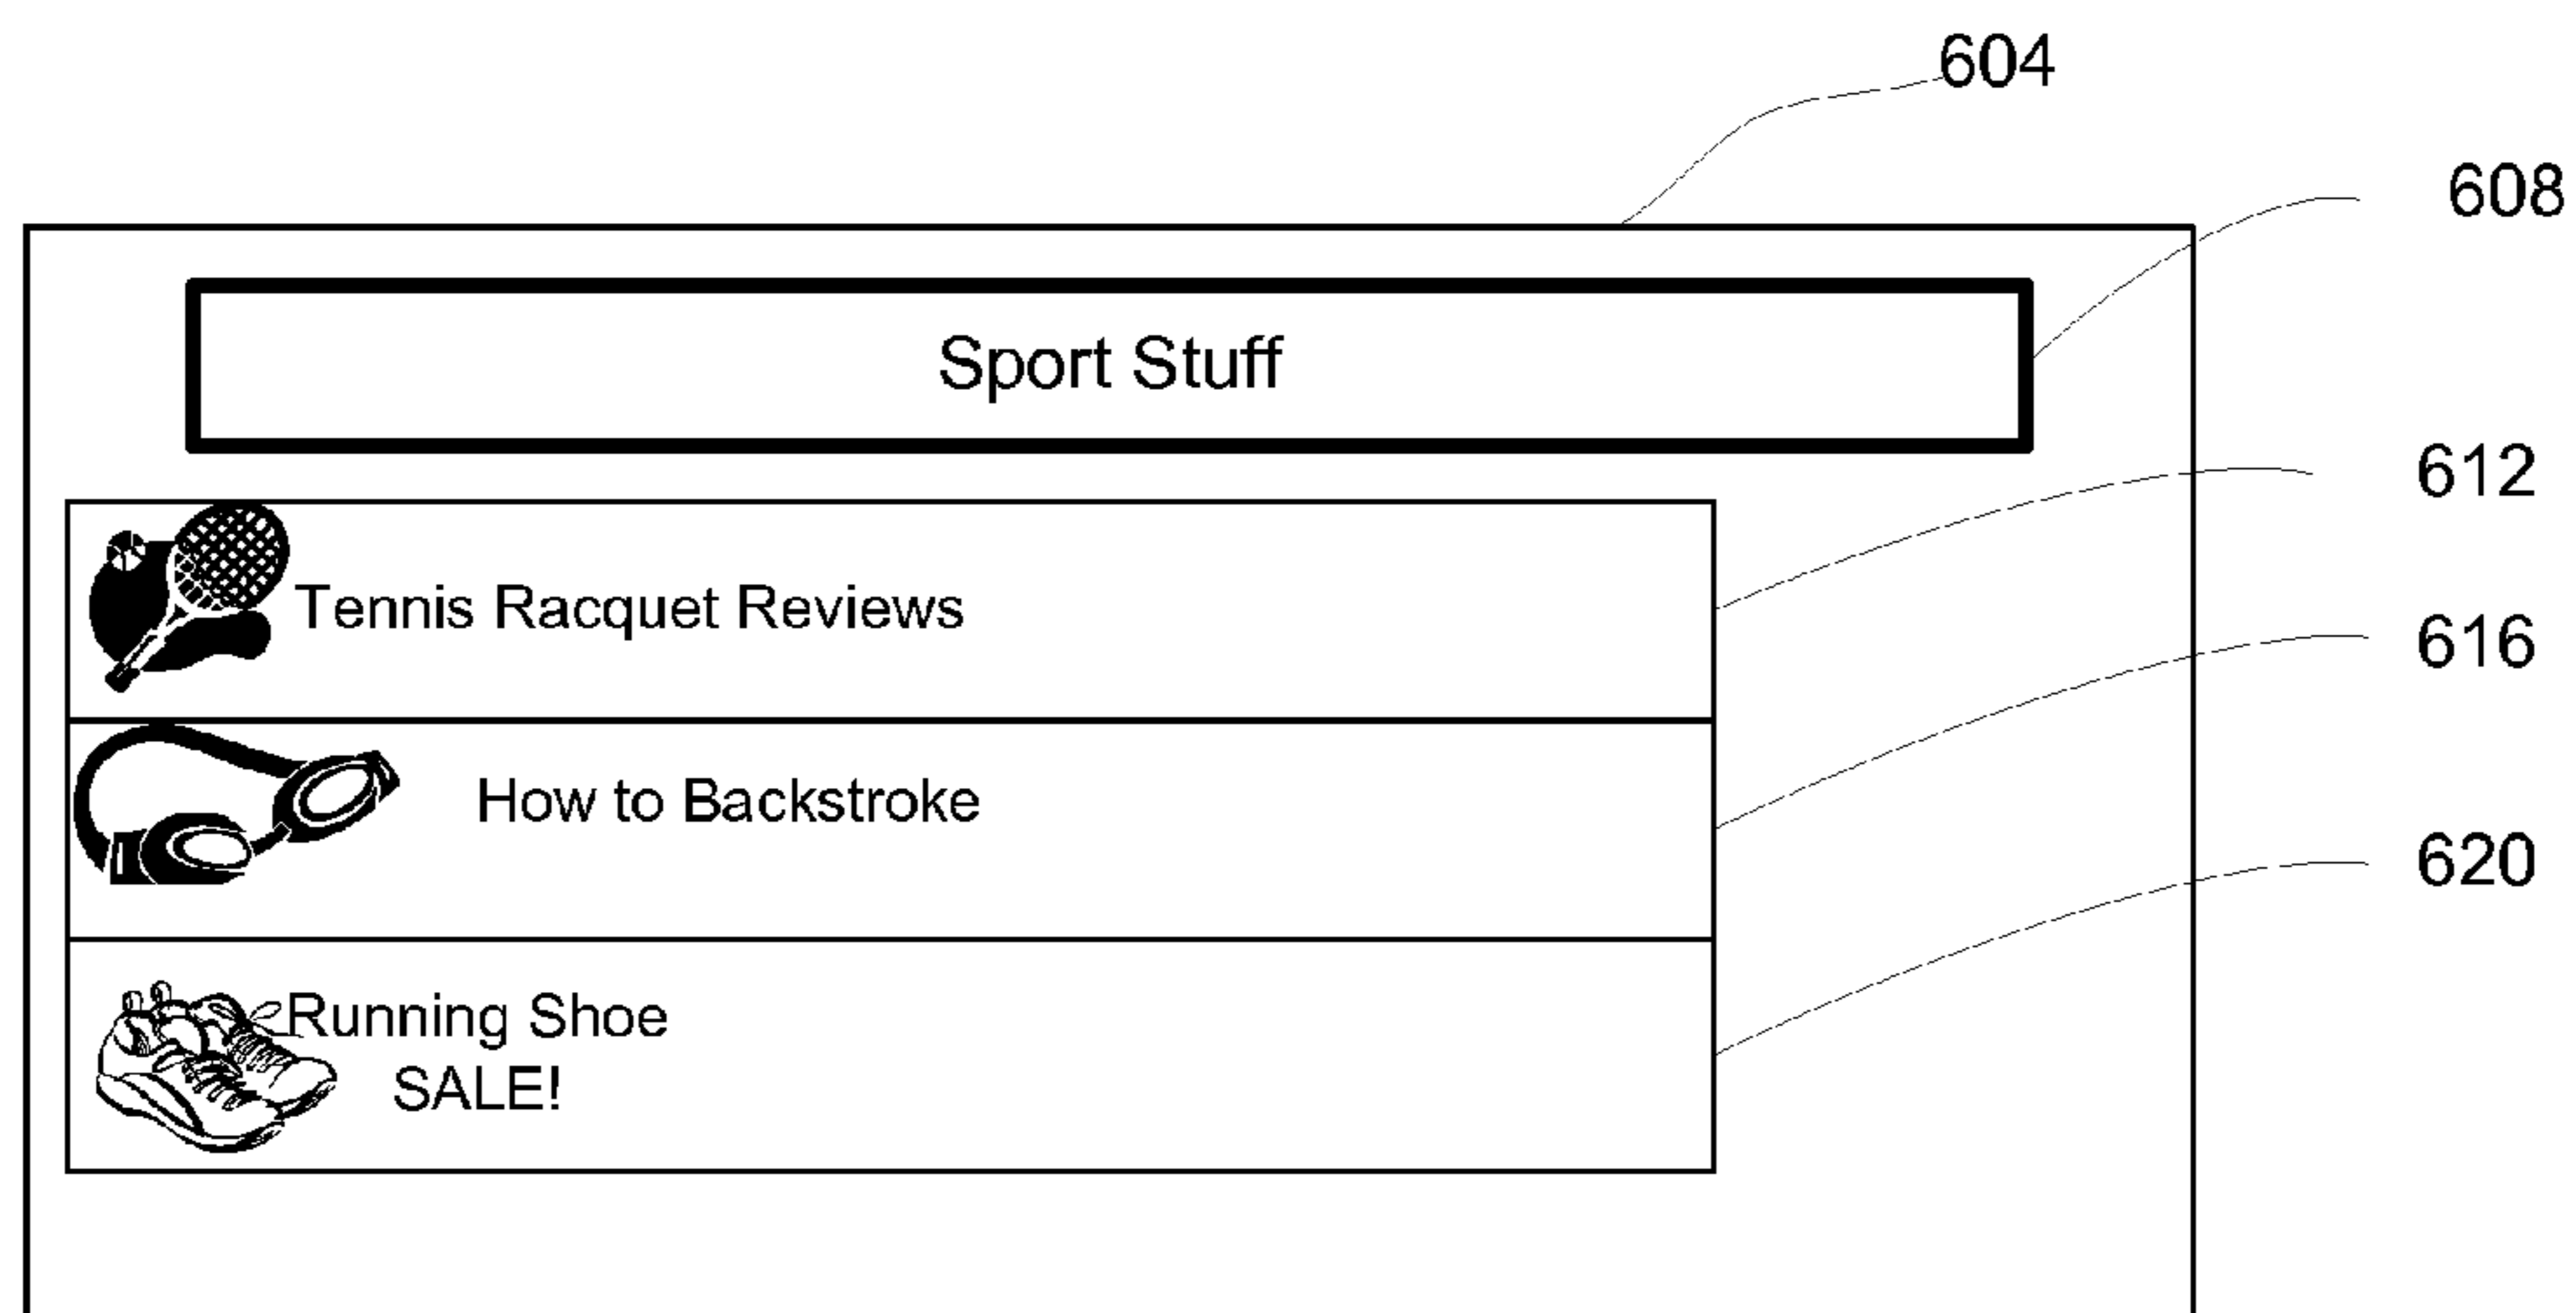 604
608
Sport Stuff
612
Tennis Racquet Reviews
616
How to Backstroke
620
Running Shoe
SALE!